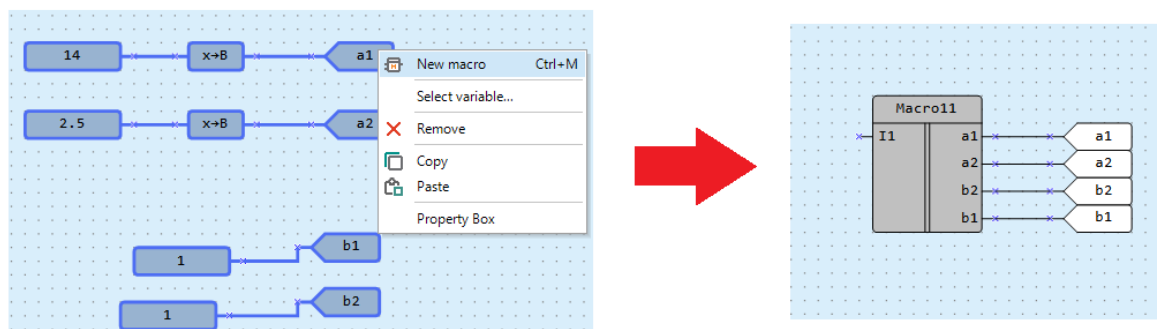 14 x→B a1
New macro Ctrl+M
Select variable...
2.5 x→B a2
Remove
Copy
Paste
Property Box
1 b1
1 b2
Macro11
I1 a1 a1
a2 a2
b2 b2
b1 b1